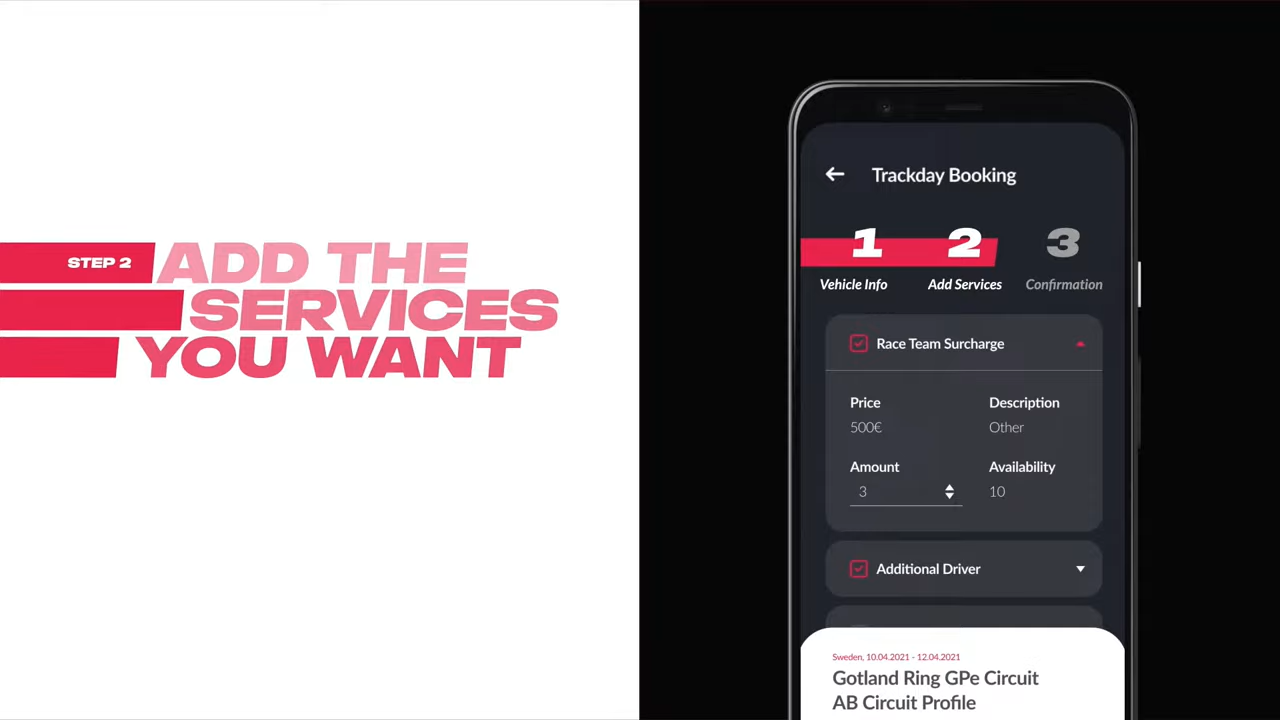 STEP 2
ADD THE
SERVICES
YOU WANT
Trackday Booking
1 2 3
Vehicle Info Add Services Confirmation
Race Team Surcharge
Price Description
500€ Other
Amount Availability
3 10
Additional Driver
Sweden, 10.04.2021 - 12.04.2021
Gotland Ring GPe Circuit
AB Circuit Profile